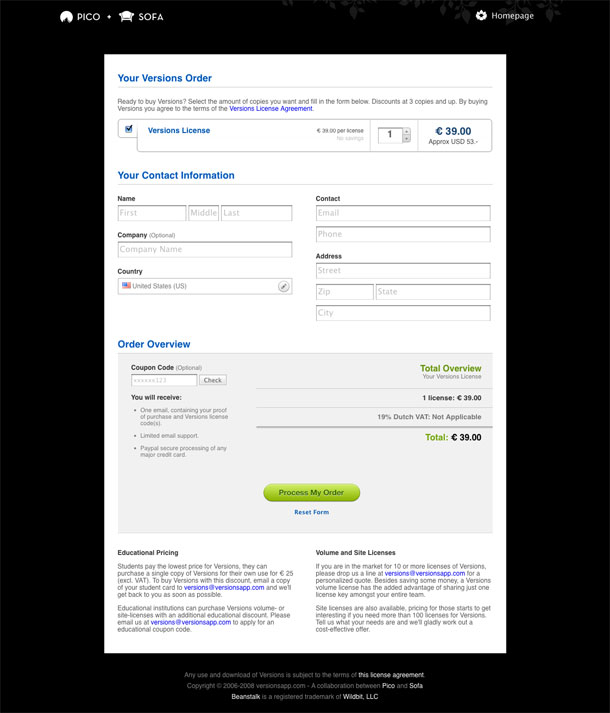 PICO + SOFA
Homepage
Your Versions Order
Ready to buy Versions? Select the amount of copies you want and fill in the form below. Discounts at 3 copies and up. By buying
Versions you agree to the terms of the Versions License Agreement.
Versions License
€ 39.00 per license
No savings
1
€ 39.00
Approx USD 53.-
Your Contact Information
Name
First Middle Last
Company (Optional)
Company Name
Country
United States (US)
Contact
Email
Phone
Address
Street
Zip State
City
Order Overview
Coupon Code (Optional)
Check
You will receive:
• One email, containing your proof
of purchase and Versions license
code(s).
• Limited email support.
• Paypal secure processing of any
major credit card.
Total Overview
Your Versions License
1 license: € 39.00
19% Dutch VAT: Not Applicable
Total: € 39.00
Process My Order
Reset Form
Educational Pricing
Students pay the lowest price for Versions, they can
purchase a single copy of Versions for their own use for € 25
(excl. VAT). To buy Versions with this discount, email a copy
of your student card to versions@versionsapp.com and we'll
get back to you as soon as possible.
Educational institutions can purchase Versions volume- or
site-licenses with an additional educational discount. Please
email us at versions@versionsapp.com to apply for an
educational coupon code.
Volume and Site Licenses
If you are in the market for 10 or more licenses of Versions,
please drop us a line at versions@versionsapp.com for a
personalized quote. Besides saving some money, a Versions
volume license has the added advantage of sharing just one
license key amongst your entire team.
Site licenses are also available, pricing for those starts to get
interesting if you need more than 100 licenses for Versions.
Tell us what your needs are and we'll gladly work out a
cost-effective offer.
Any use and download of Versions is subject to the terms of this license agreement.
Copyright © 2006-2008 versionsapp.com - A collaboration between Pico and Sofa
Beanstalk is a registered trademark of Wildbit, LLC